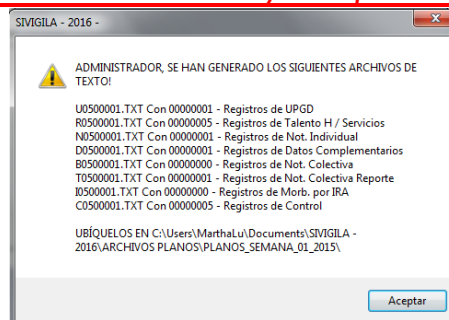 SIVIGILA - 2016 -
ADMINISTRADOR, SE HAN GENERADO LOS SIGUIENTES ARCHIVOS DE
TEXTO!
U0500001.TXT Con 00000001 - Registros de UPGD
R0500001.TXT Con 00000005 - Registros de Talento H / Servicios
N0500001.TXT Con 00000001 - Registros de Not. Individual
D0500001.TXT Con 00000001 - Registros de Datos Complementarios
B0500001.TXT Con 00000000 - Registros de Not. Colectiva
T0500001.TXT Con 00000001 - Registros de Not. Colectiva Reporte
I0500001.TXT Con 00000000 - Registros de Morb. por IRA
C0500001.TXT Con 00000005 - Registros de Control
UBÍQUELOS EN C:\Users\MarthaLu\Documents\SIVIGILA -
2016\ARCHIVOS PLANOS\PLANOS_SEMANA_01_2015\
Aceptar